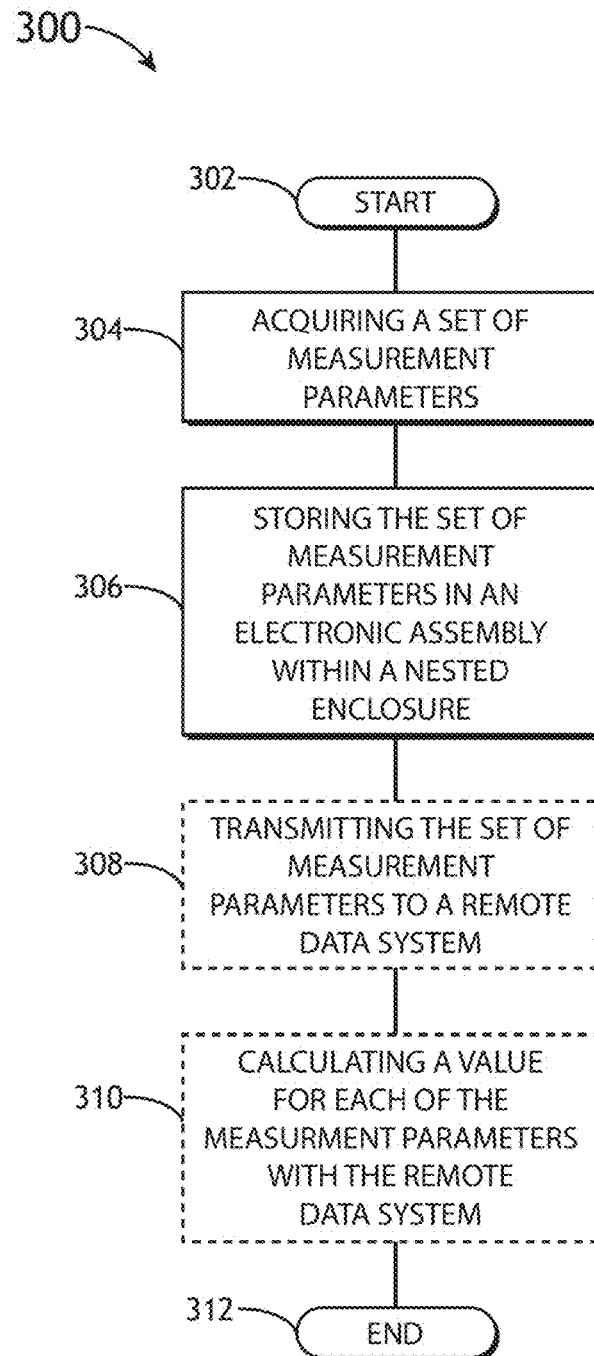 300
302
START
304
ACQUIRING A SET OF
MEASUREMENT
PARAMETERS
306
STORING THE SET OF
MEASUREMENT
PARAMETERS IN AN
ELECTRONIC ASSEMBLY
WITHIN A NESTED
ENCLOSURE
308
TRANSMITTING THE SET OF
MEASUREMENT
PARAMETERS TO A REMOTE
DATA SYSTEM
310
CALCULATING A VALUE
FOR EACH OF THE
MEASURMENT PARAMETERS
WITH THE REMOTE
DATA SYSTEM
312
END